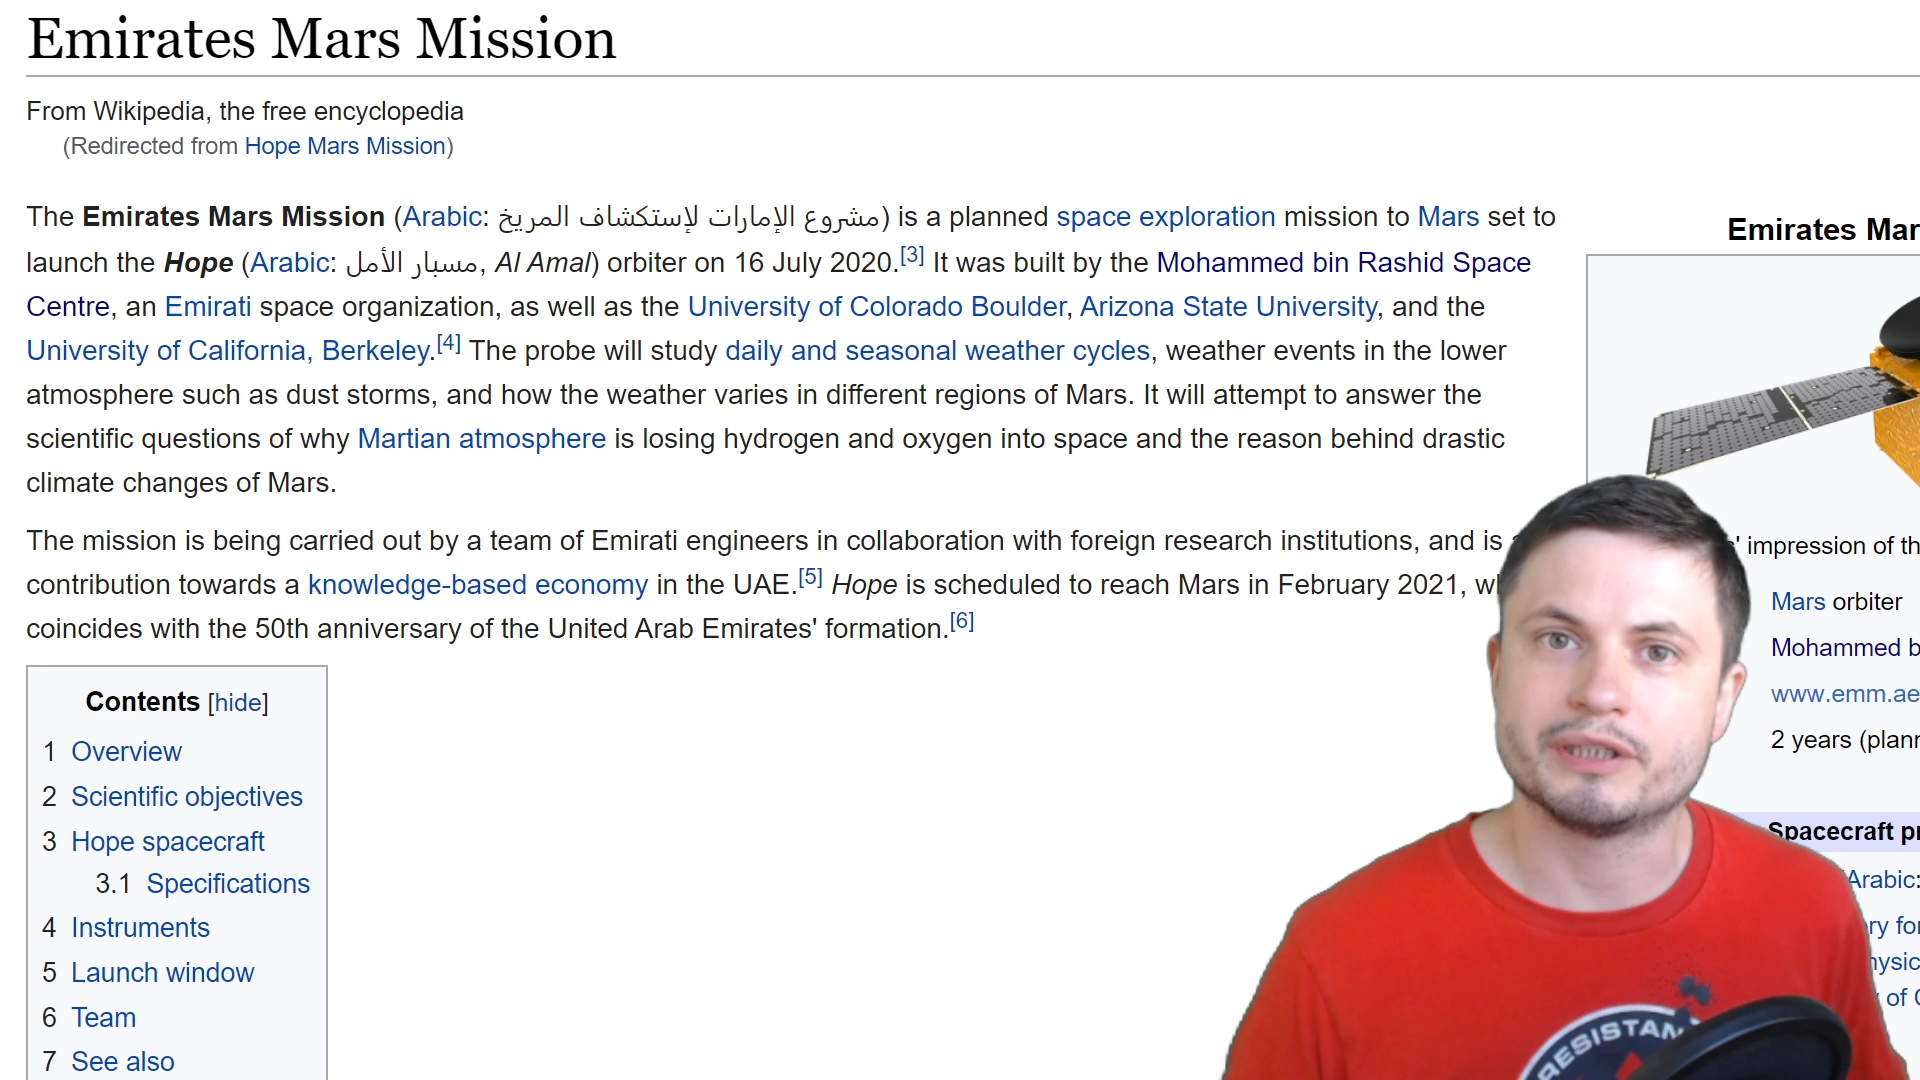 Emirates Mars Mission
From Wikipedia, the free encyclopedia
(Redirected from Hope Mars Mission)
The Emirates Mars Mission (Arabic: مشروع الإمارات لإستكشاف المريخ) is a planned space exploration mission to Mars set to
launch the Hope (Arabic: مسبار الأمل, Al Amal) orbiter on 16 July 2020.[3] It was built by the Mohammed bin Rashid Space
Centre, an Emirati space organization, as well as the University of Colorado Boulder, Arizona State University, and the
University of California, Berkeley.[4] The probe will study daily and seasonal weather cycles, weather events in the lower
atmosphere such as dust storms, and how the weather varies in different regions of Mars. It will attempt to answer the
scientific questions of why Martian atmosphere is losing hydrogen and oxygen into space and the reason behind drastic
climate changes of Mars.
The mission is being carried out by a team of Emirati engineers in collaboration with foreign research institutions, and is
contribution towards a knowledge-based economy in the UAE.[5] Hope is scheduled to reach Mars in February 2021,
coincides with the 50th anniversary of the United Arab Emirates' formation.[6]
Contents [hide]
1 Overview
2 Scientific objectives
3 Hope spacecraft
3.1 Specifications
4 Instruments
5 Launch window
6 Team
7 See also
Emirates Mar
impression of th
Mars orbiter
Mohammed b
www.emm.ae
2 years (plann
Spacecraft pr
Arabic:
ry for
hysic
of C
RESISTAN